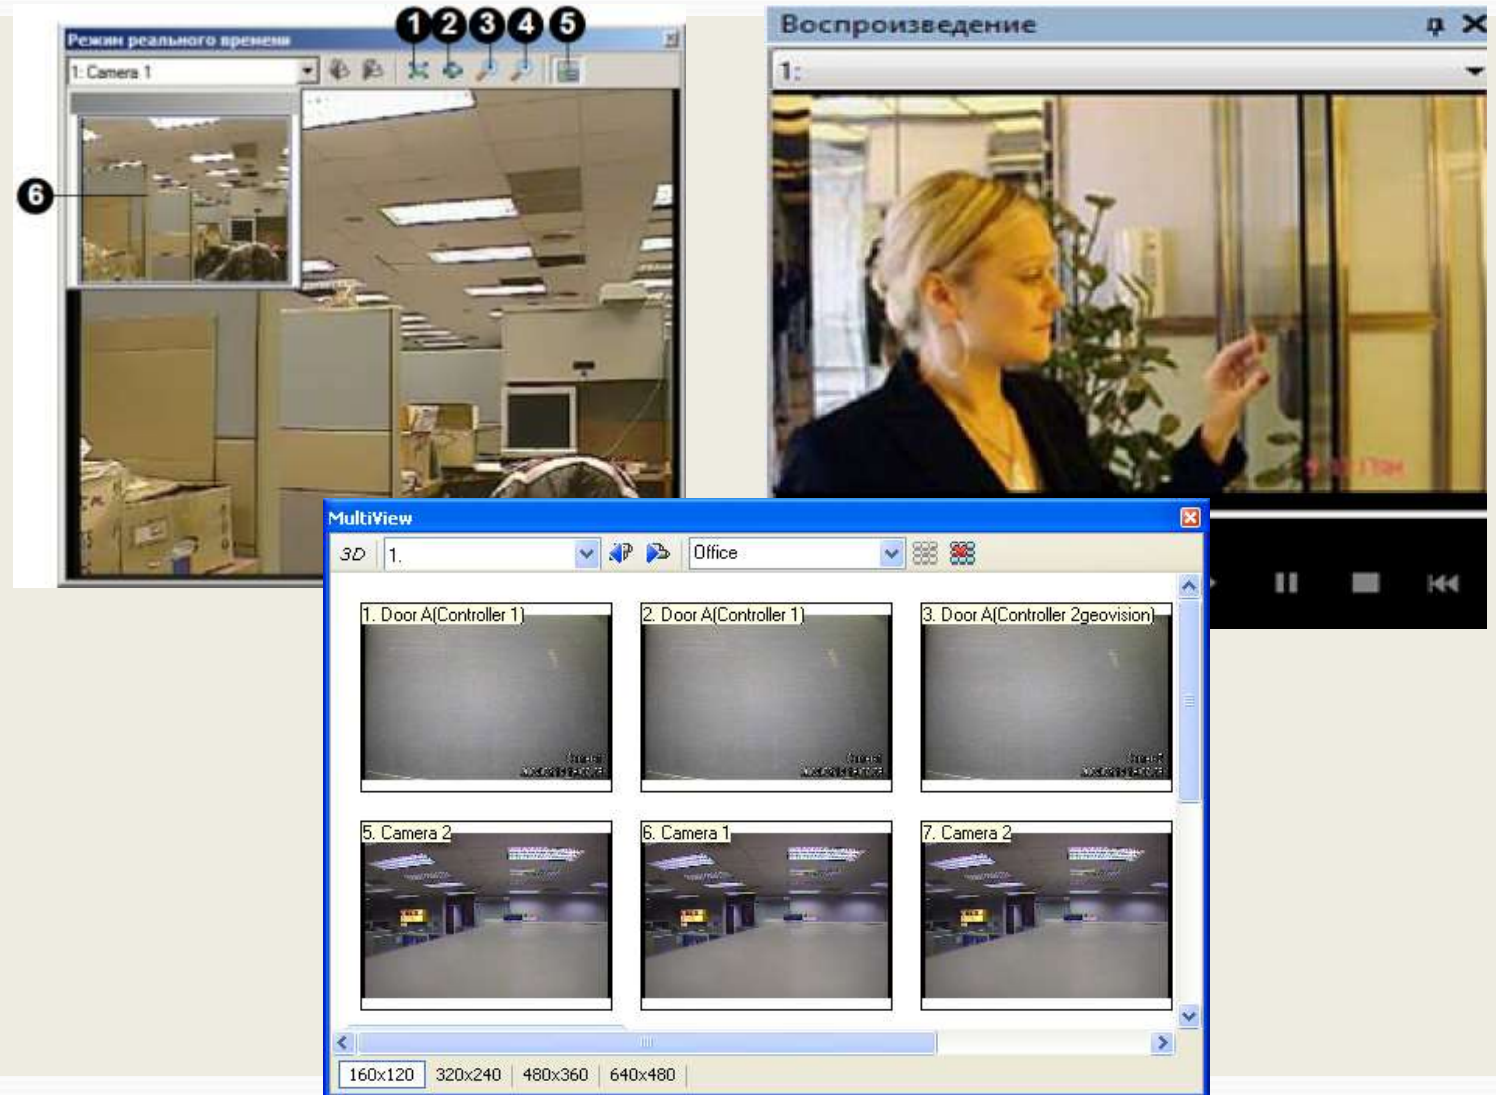 1 2 3 4 5
Режим реального времени
1: Camera 1
6
Воспроизведение
1:
MultiView
3D
1.
Office
1. Door A(Controller 1)
2. Door A(Controller 1)
3. Door A(Controller 2geovision)
5. Camera 2
6. Camera 1
7. Camera 2
160x120
320x240
480x360
640x480